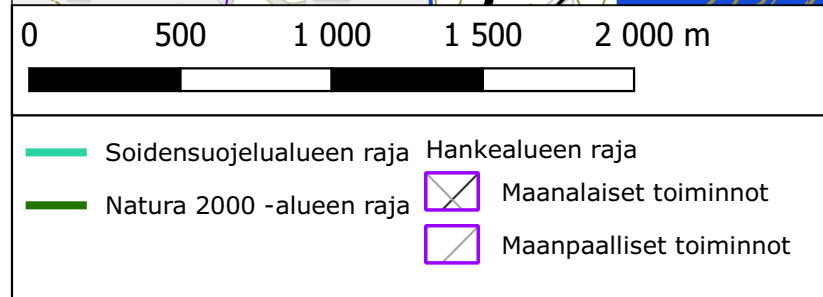 0 500 1 000 1 500 2 000 m
Soidensuojelualueen raja
Natura 2000 -alueen raja
Hankealueen raja
Maanalaiset toiminnot
Maanpaalliset toiminnot